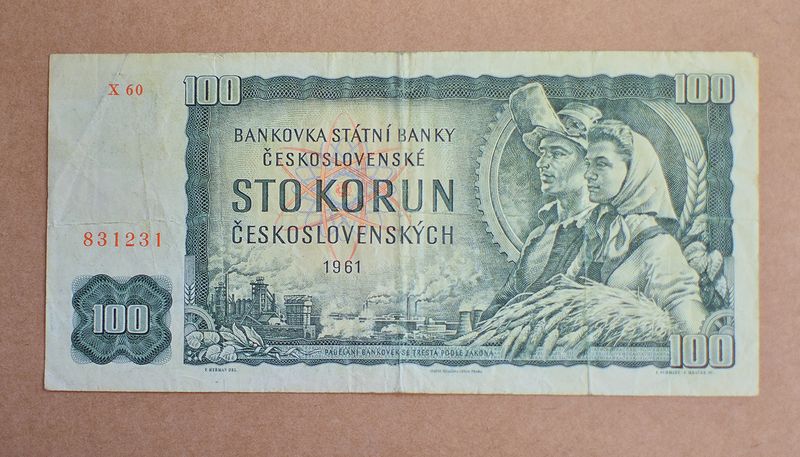 X 60
100
100
BANKOVKA STÁTNÍ BANKY
ČESKOSLOVENSKÉ
STO KORUN
ČESKOSLOVENSKÝCH
1961
831231
100
100
PADĚLÁNÍ BANKOVEK SE TRESTÁ PODLE ZÁKONA